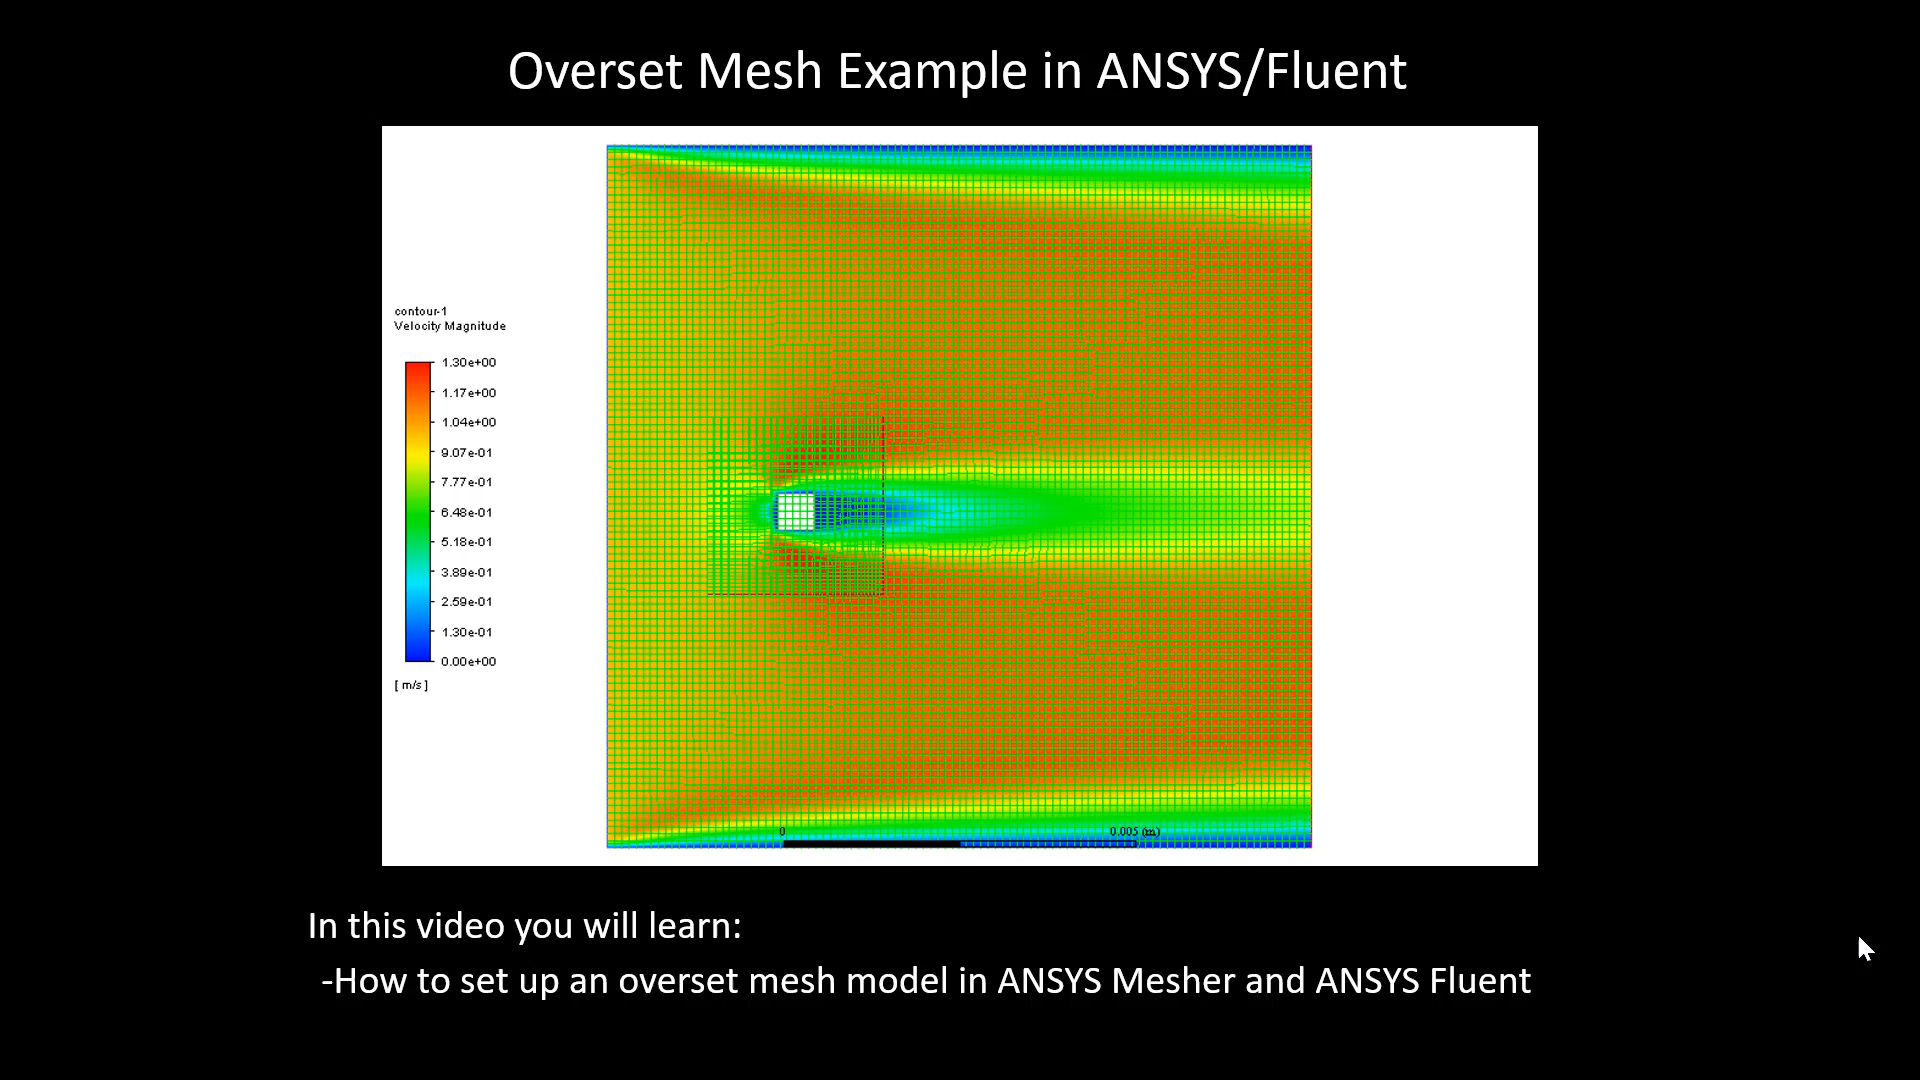 Overset Mesh Example in ANSYS/Fluent
contour-1
Velocity Magnitude
1.30e+00
1.17e+00
1.04e+00
9.07e-01
7.77e-01
6.48e-01
5.18e-01
3.89e-01
2.59e-01
1.30e-01
0.00e+00
[ m/s ]
0 0.005 (m)
In this video you will learn:
-How to set up an overset mesh model in ANSYS Mesher and ANSYS Fluent